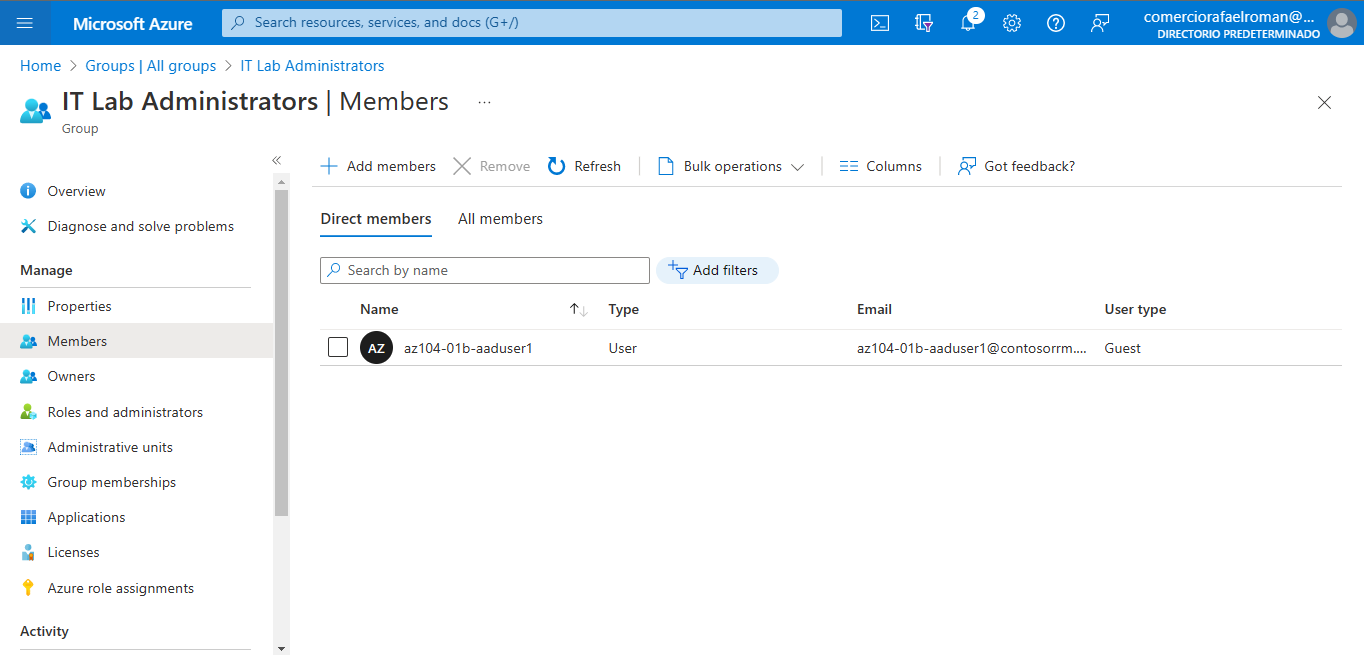 Microsoft Azure
Search resources, services, and docs (G+/)
2
comerciorafaelroman@...
DIRECTORIO PREDETERMINADO
Home > Groups | All groups > IT Lab Administrators
IT Lab Administrators | Members ...
Group
Add members Remove Refresh Bulk operations Columns Got feedback?
Overview
Diagnose and solve problems
Manage
Properties
Members
Owners
Roles and administrators
Administrative units
Group memberships
Applications
Licenses
Azure role assignments
Activity
Direct members All members
Search by name Add filters
Name Type Email User type
AZ az104-01b-aaduser1 User az104-01b-aaduser1@contosorrm.... Guest